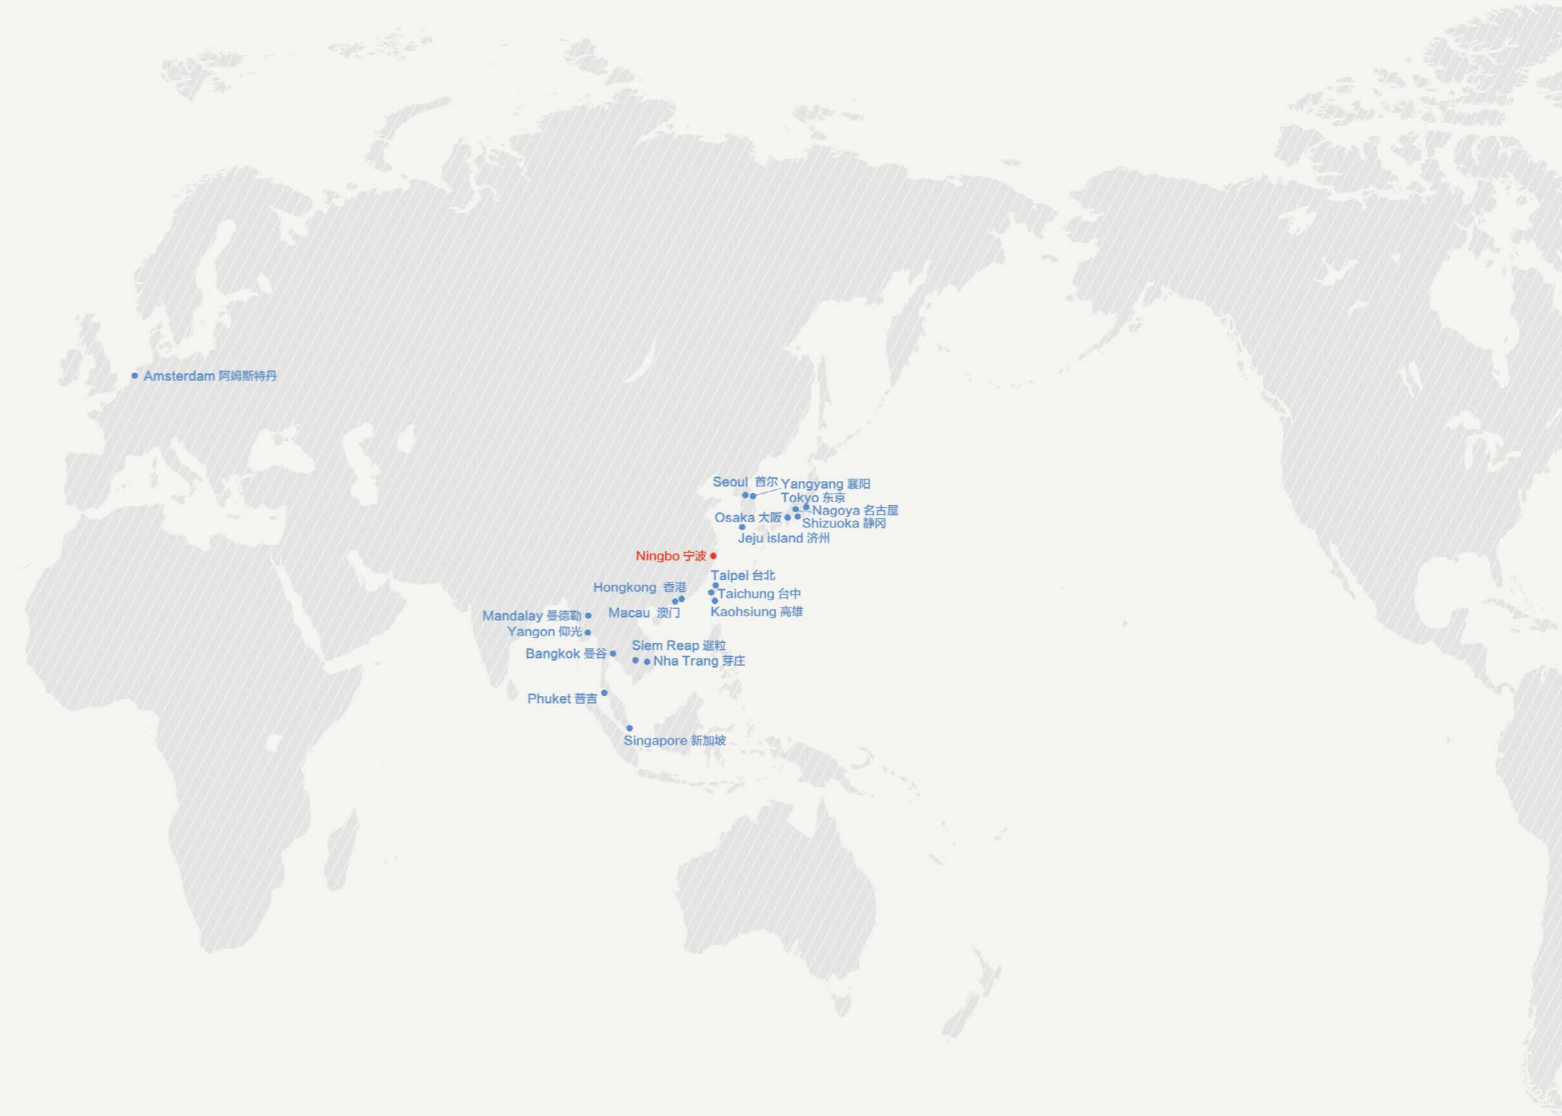 Amsterdam 阿姆斯特丹
Seoul 首尔
Yangyang 襄阳
Tokyo 东京
Nagoya 名古屋
Osaka 大阪
Shizuoka 静冈
Jeju island 济州
Ningbo 宁波
Taipei 台北
Hongkong 香港
Taichung 台中
Macau 澳门
Kaohsiung 高雄
Mandalay 曼德勒
Yangon 仰光
Siem Reap 暹粒
Bangkok 曼谷
Nha Trang 芽庄
Phuket 普吉
Singapore 新加坡